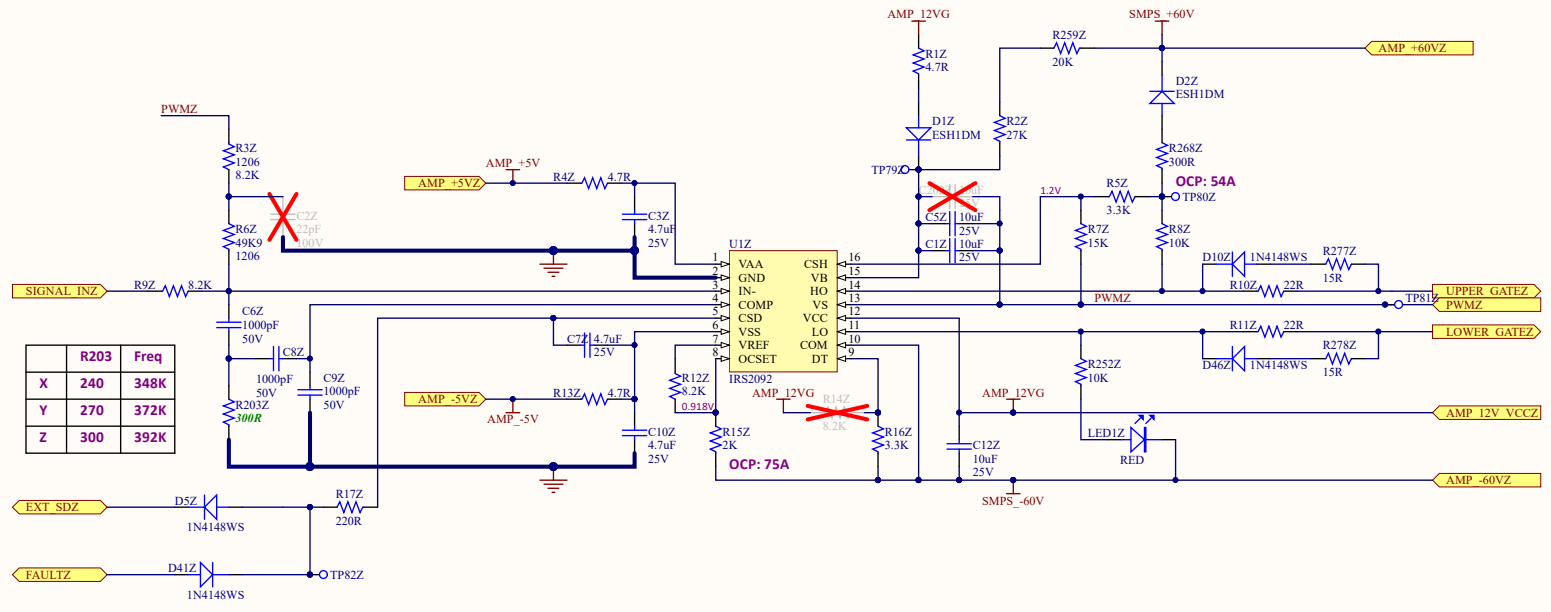 AMP_12VG
SMPS_+60V
R259Z
20K
AMP_+60VZ
R1Z
4.7R
D2Z
ESH1DM
PWMZ
D1Z
ESH1DM
R2Z
27K
R3Z
1206
8.2K
R268Z
300R
AMP_+5V
TP79Z
OCP: 54A
AMP_+5VZ
R4Z 4.7R
1.2V
R5Z
3.3K
TP80Z
C2Z
22pF
100V
C3Z
4.7uF
25V
C5Z 10uF
25V
R6Z
49K9
1206
R7Z
15K
R8Z
10K
U1Z
C1Z 10uF
25V
D10Z 1N4148WS
R277Z
15R
1 VAA CSH 16
2 GND VB 15
3 IN- HO 14
4 COMP VS 13
5 CSD VCC 12
6 VSS LO 11
7 VREF COM 10
8 OCSET DT 9
IRS2092
SIGNAL_INZ
R9Z 8.2K
R10Z 22R
UPPER_GATEZ
PWMZ
TP81Z
PWMZ
C6Z
1000pF
50V
R11Z 22R
LOWER_GATEZ
C7Z 4.7uF
25V
C8Z
1000pF
50V
C9Z
1000pF
50V
D46Z 1N4148WS
R278Z
15R
R252Z
10K
R203 Freq
X 240 348K
Y 270 372K
Z 300 392K
R12Z
8.2K
0.918V
AMP_12VG
R14Z
8.2K
AMP_12VG
R203Z
300R
AMP_-5VZ
R13Z 4.7R
AMP_-5V
AMP_12V_VCCZ
C10Z
4.7uF
25V
R15Z
2K
R16Z
3.3K
C12Z
10uF
25V
LED1Z
RED
OCP: 75A
AMP_-60VZ
SMPS_-60V
EXT_SDZ
D5Z
1N4148WS
R17Z
220R
FAULTZ
D41Z
1N4148WS
TP82Z